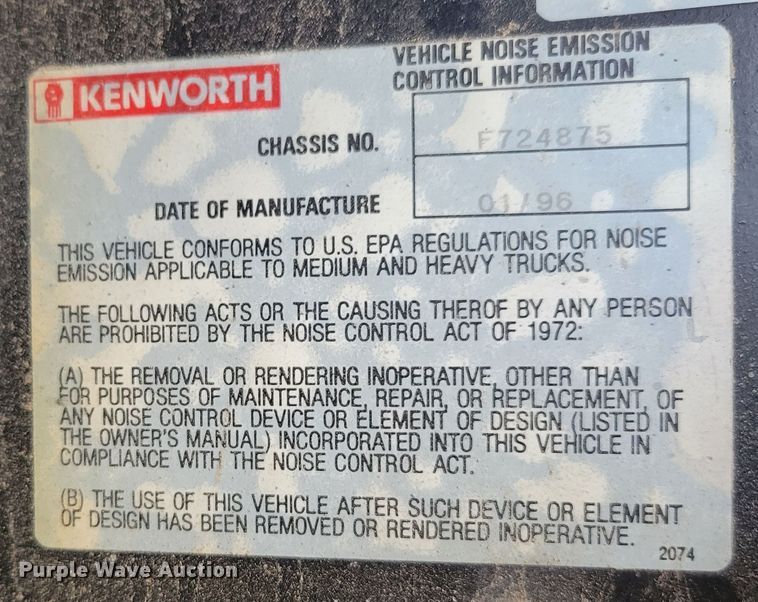 KENWORTH
VEHICLE NOISE EMISSION
CONTROL INFORMATION
CHASSIS NO. F724875
DATE OF MANUFACTURE 01/96
THIS VEHICLE CONFORMS TO U.S. EPA REGULATIONS FOR NOISE
EMISSION APPLICABLE TO MEDIUM AND HEAVY TRUCKS.
THE FOLLOWING ACTS OR THE CAUSING THEROF BY ANY PERSON
ARE PROHIBITED BY THE NOISE CONTROL ACT OF 1972:
(A) THE REMOVAL OR RENDERING INOPERATIVE, OTHER THAN
FOR PURPOSES OF MAINTENANCE, REPAIR, OR REPLACEMENT, OF
ANY NOISE CONTROL DEVICE OR ELEMENT OF DESIGN (LISTED IN
THE OWNER'S MANUAL) INCORPORATED INTO THIS VEHICLE IN
COMPLIANCE WITH THE NOISE CONTROL ACT.
(B) THE USE OF THIS VEHICLE AFTER SUCH DEVICE OR ELEMENT
OF DESIGN HAS BEEN REMOVED OR RENDERED INOPERATIVE.
2074
Purple Wave Auction